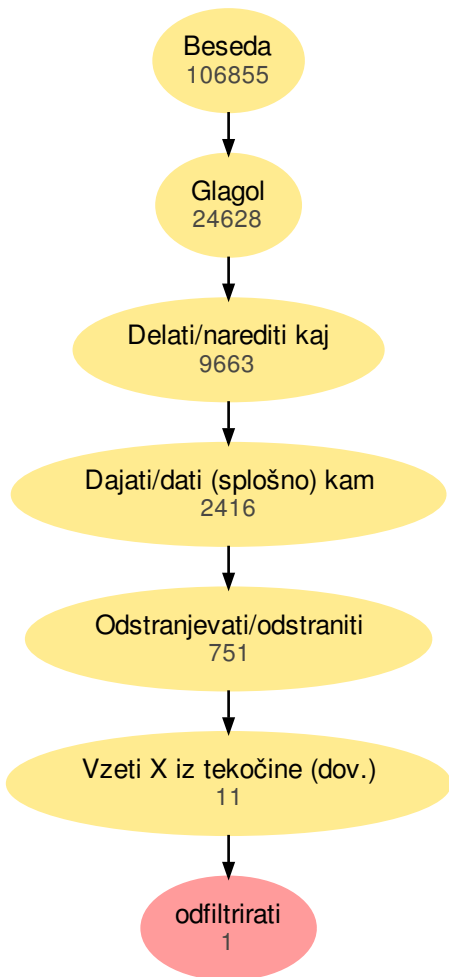 Beseda
106855
Glagol
24628
Delati/narediti kaj
9663
Dajati/dati (splošno) kam
2416
Odstranjevati/odstraniti
751
Vzeti X iz tekočine (dov.)
11
odfiltrirati
1